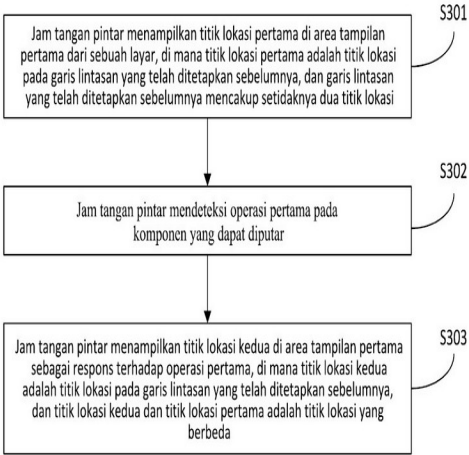 S301
Jam tangan pintar menampilkan titik lokasi pertama di area tampilan
pertama dari sebuah layar, di mana titik lokasi pertama adalah titik lokasi
pada garis lintasan yang telah ditetapkan sebelumnya, dan garis lintasan
yang telah ditetapkan sebelumnya mencakup setidaknya dua titik lokasi
S302
Jam tangan pintar mendeteksi operasi pertama pada
komponen yang dapat diputar
S303
Jam tangan pintar menampilkan titik lokasi kedua di area tampilan pertama
sebagai respons terhadap operasi pertama, di mana titik lokasi kedua
adalah titik lokasi pada garis lintasan yang telah ditetapkan sebelumnya,
dan titik lokasi kedua dan titik lokasi pertama adalah titik lokasi yang
berbeda